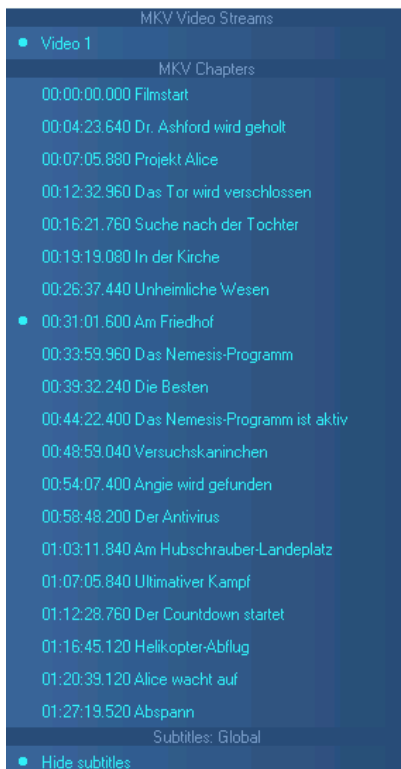 MKV Video Streams
Video 1
MKV Chapters
00:00:00.000 Filmstart
00:04:23.640 Dr. Ashford wird geholt
00:07:05.880 Projekt Alice
00:12:32.960 Das Tor wird verschlossen
00:16:21.760 Suche nach der Tochter
00:19:19.080 In der Kirche
00:26:37.440 Unheimliche Wesen
00:31:01.600 Am Friedhof
00:33:59.960 Das Nemesis-Programm
00:39:32.240 Die Besten
00:44:22.400 Das Nemesis-Programm ist aktiv
00:48:59.040 Versuchskaninchen
00:54:07.400 Angie wird gefunden
00:58:48.200 Der Antivirus
01:03:11.840 Am Hubschrauber-Landeplatz
01:07:05.840 Ultimativer Kampf
01:12:28.760 Der Countdown startet
01:16:45.120 Helikopter-Abflug
01:20:39.120 Alice wacht auf
01:27:19.520 Abspann
Subtitles: Global
Hide subtitles